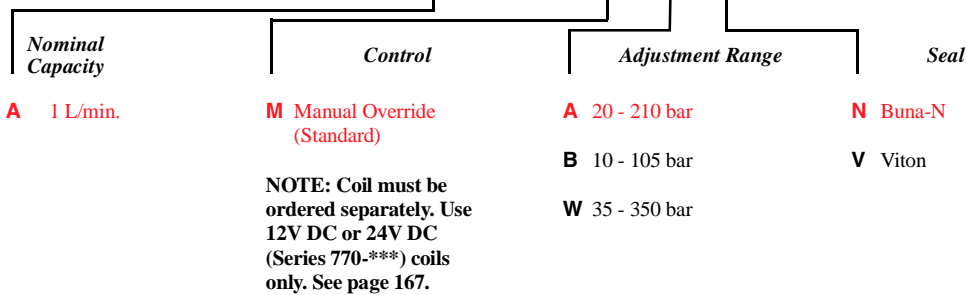 Nominal
Capacity
Control
Adjustment Range
Seal
A 1 L/min.
M Manual Override
(Standard)
A 20 - 210 bar
N Buna-N
B 10 - 105 bar
V Viton
NOTE: Coil must be
ordered separately. Use
12V DC or 24V DC
(Series 770-***) coils
only. See page 167.
W 35 - 350 bar